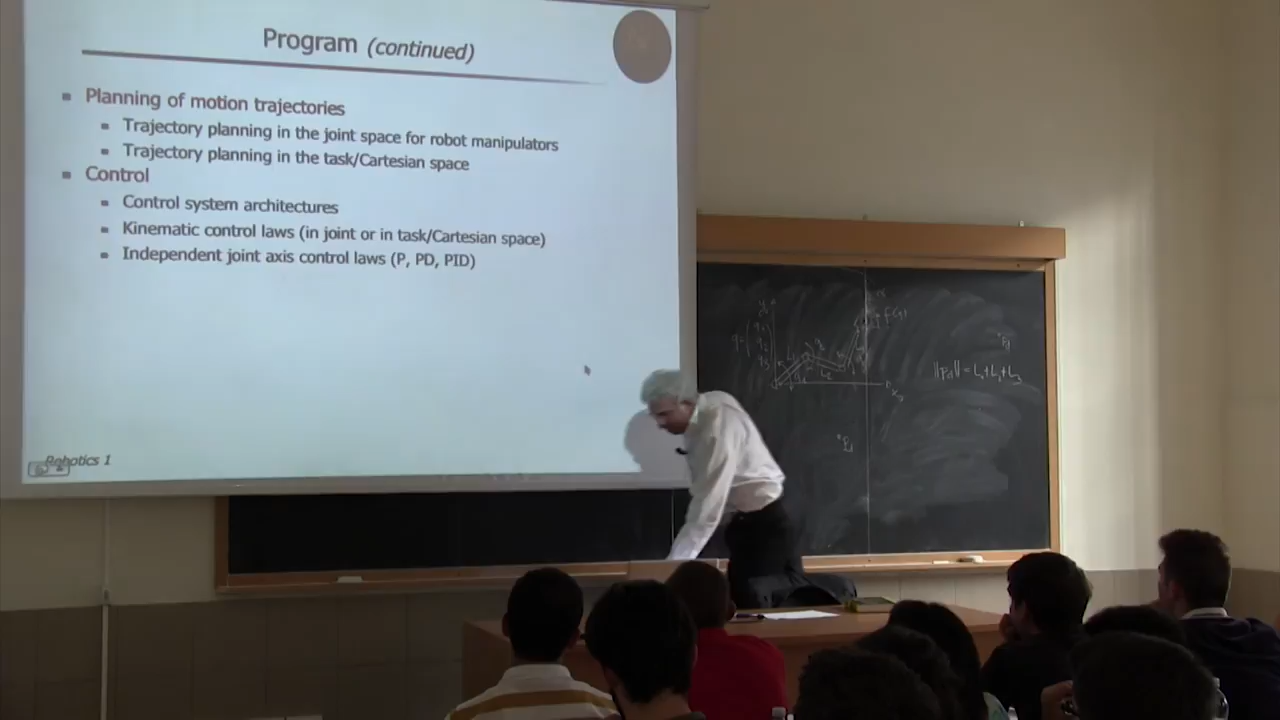 Program (continued)
Planning of motion trajectories
Trajectory planning in the joint space for robot manipulators
Trajectory planning in the task/Cartesian space
Control
Control system architectures
Kinematic control laws (in joint or in task/Cartesian space)
Independent joint axis control laws (P, PD, PID)
Robotics 1
||Pd|| = L1+L2+L3